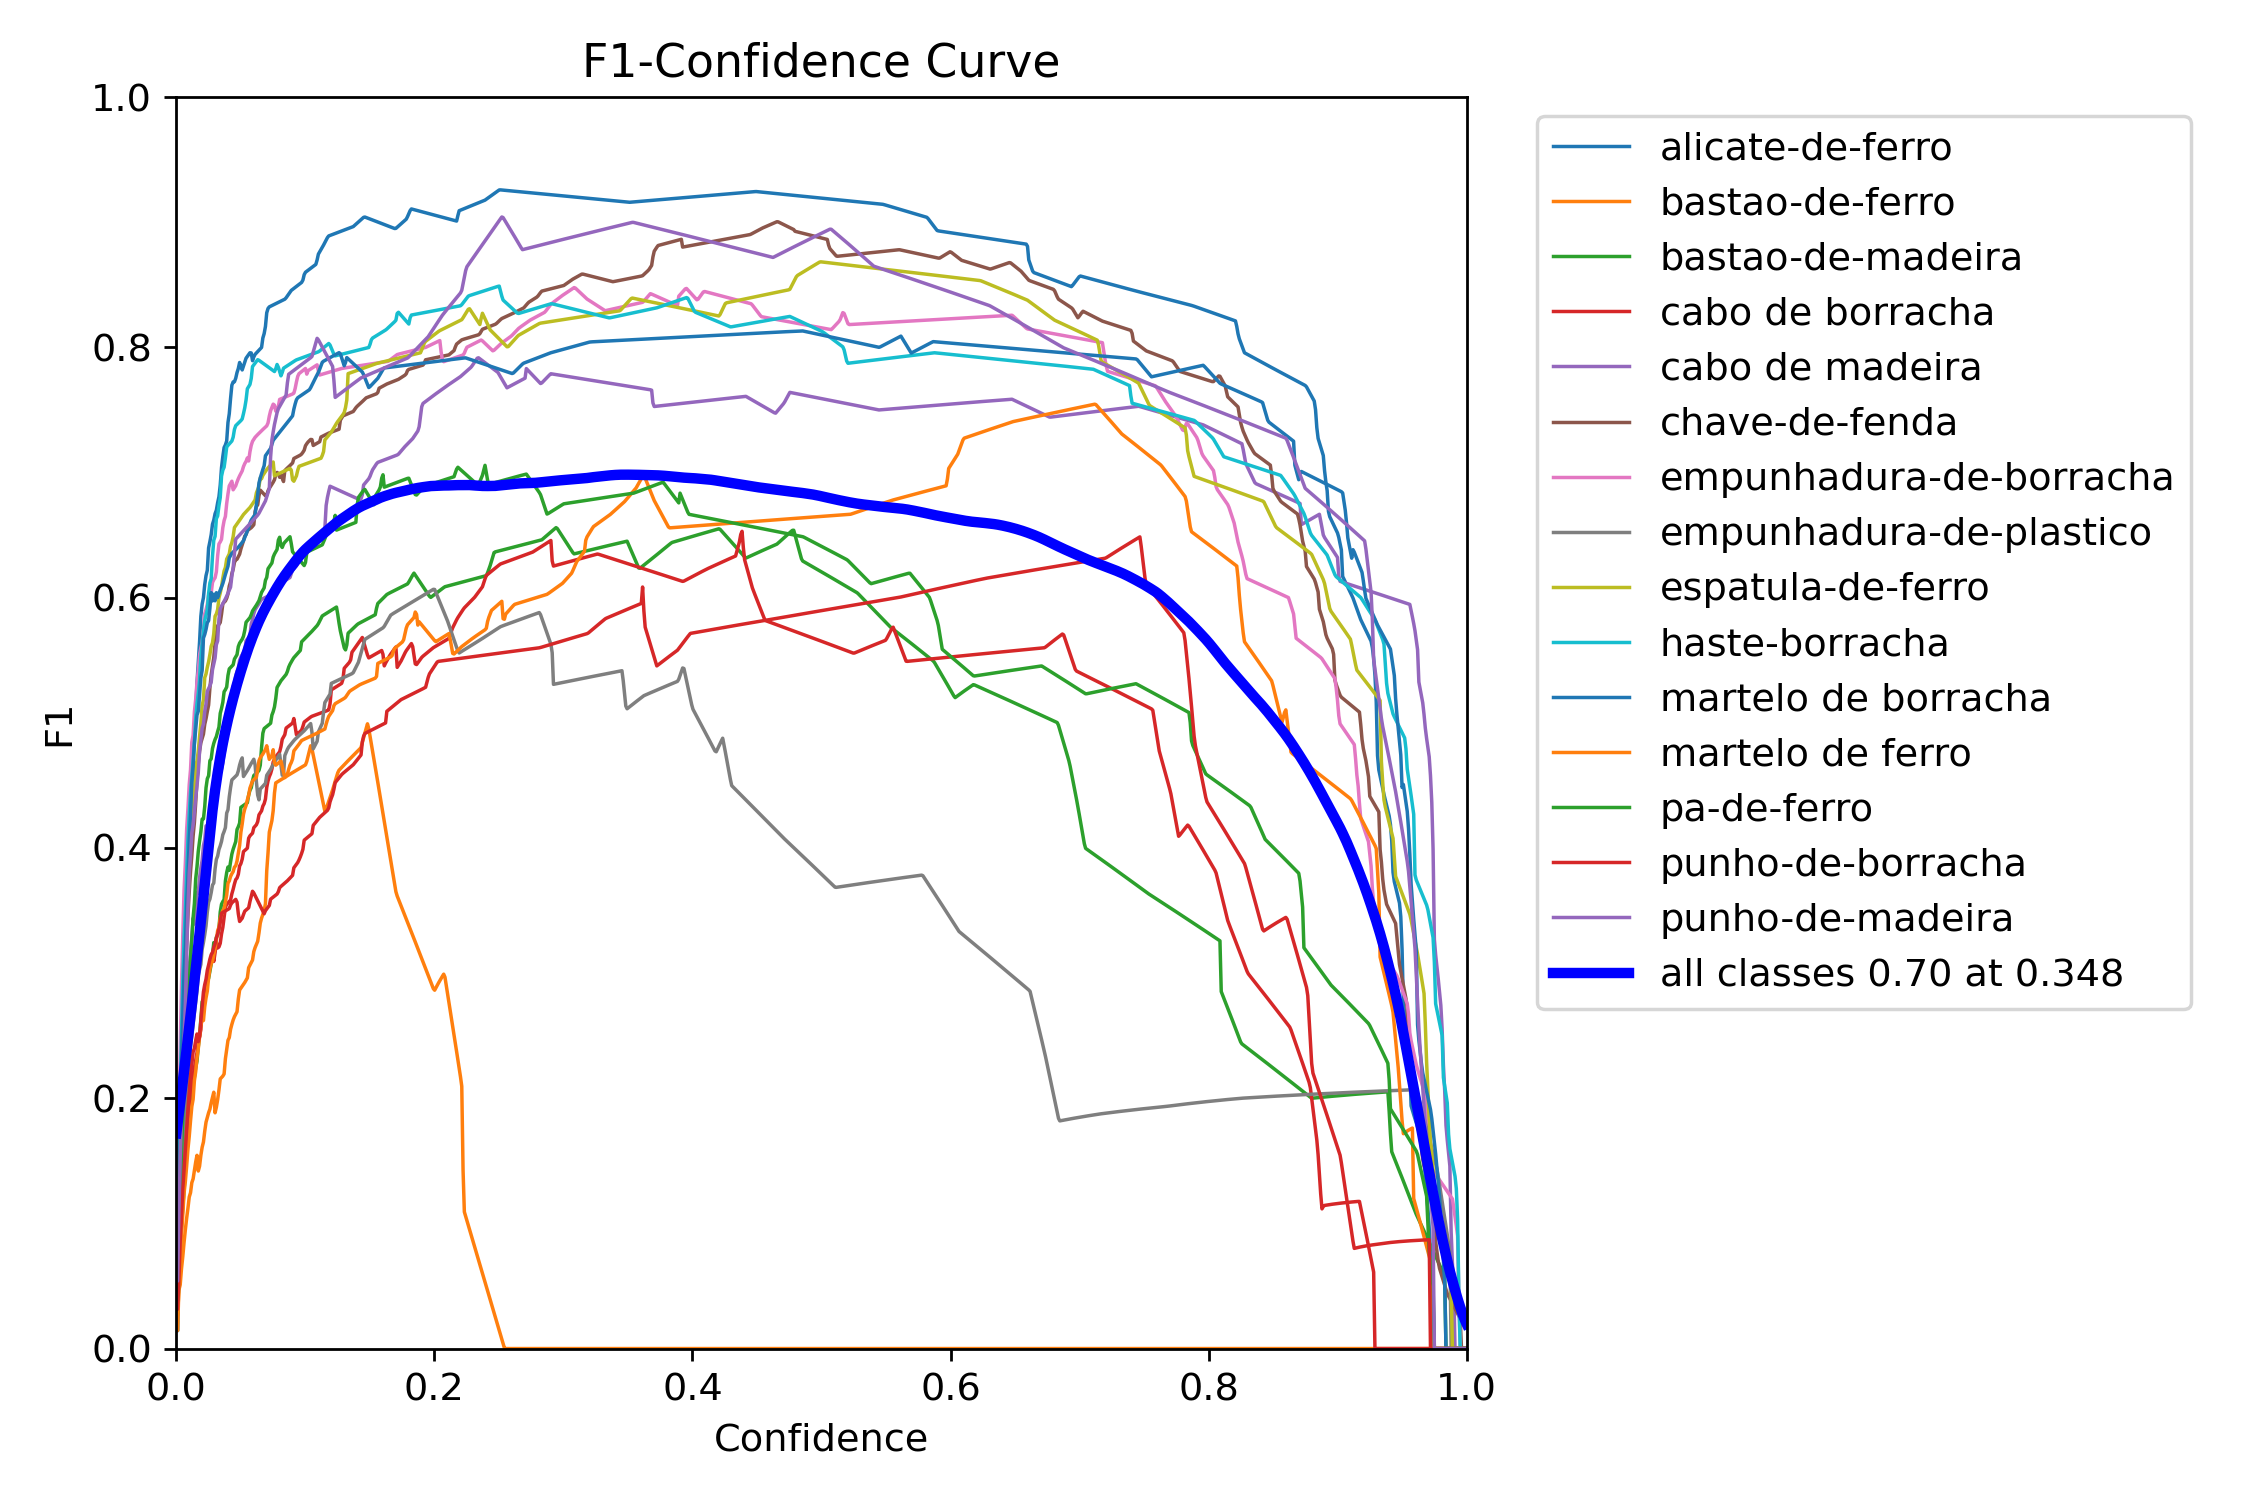 F1-Confidence Curve
1.0
0.8
0.6
0.4
0.2
0.0
F1
0.0 0.2 0.4 0.6 0.8 1.0
Confidence
alicate-de-ferro
bastao-de-ferro
bastao-de-madeira
cabo de borracha
cabo de madeira
chave-de-fenda
empunhadura-de-borracha
empunhadura-de-plastico
espatula-de-ferro
haste-borracha
martelo de borracha
martelo de ferro
pa-de-ferro
punho-de-borracha
punho-de-madeira
all classes 0.70 at 0.348